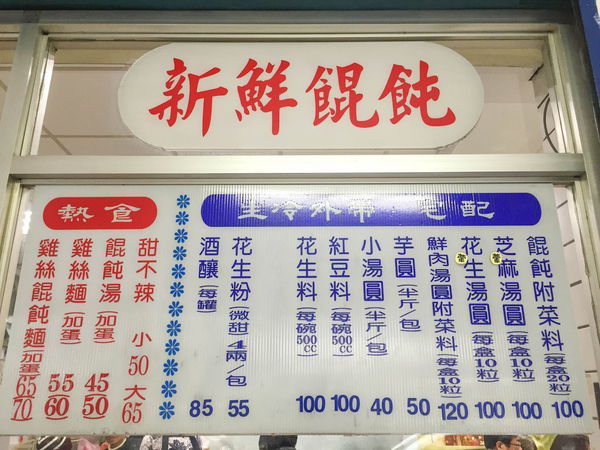 新鮮餛飩
熱食
甜不辣 小50 大65
餛飩湯(加蛋) 45 50
雞絲麵(加蛋) 55 60
雞絲餛飩麵(加蛋) 65 70
生冷外帶．宅配
餛飩附菜料(每盒20粒) 100
芝麻湯圓(每盒10粒) 100
花生湯圓(每盒10粒) 100
鮮肉湯圓附菜料(每盒10粒) 120
芋圓(半斤/包) 50
小湯圓(半斤/包) 40
紅豆料(每碗500cc) 100
花生料(每碗500cc) 100
花生粉(微甜4兩/包) 55
酒釀(每罐) 85